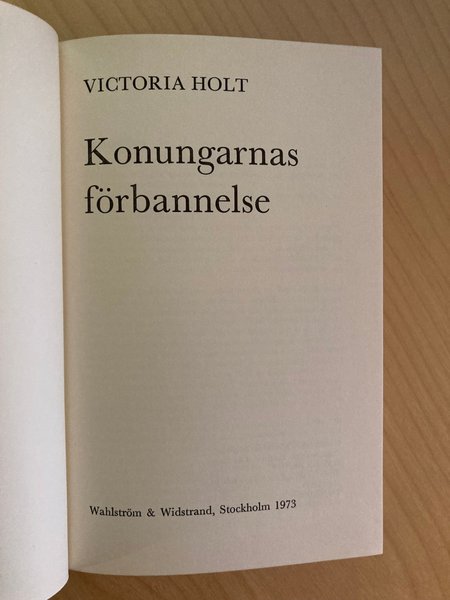 VICTORIA HOLT
Konungarnas
förbannelse
Wahlström & Widstrand, Stockholm 1973